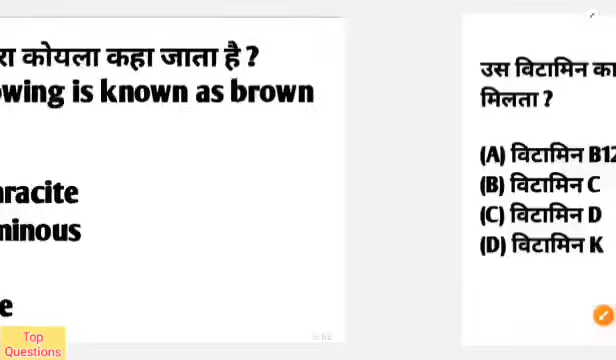 रा कोयला कहा जाता है ?
owing is known as brown
racite
minous
e
Top
Questions
उस विटामिन का
मिलता ?
(A) विटामिन B12
(B) विटामिन C
(C) विटामिन D
(D) विटामिन K